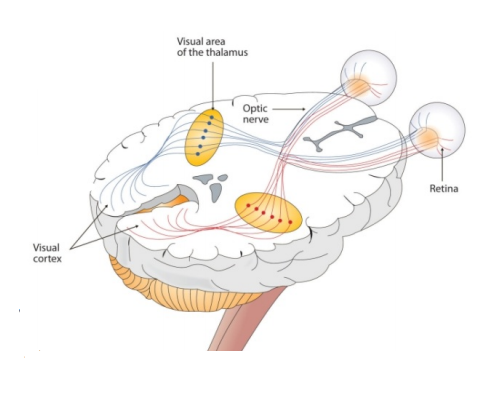 Visual area
of the thalamus
Optic
nerve
Retina
Visual
cortex